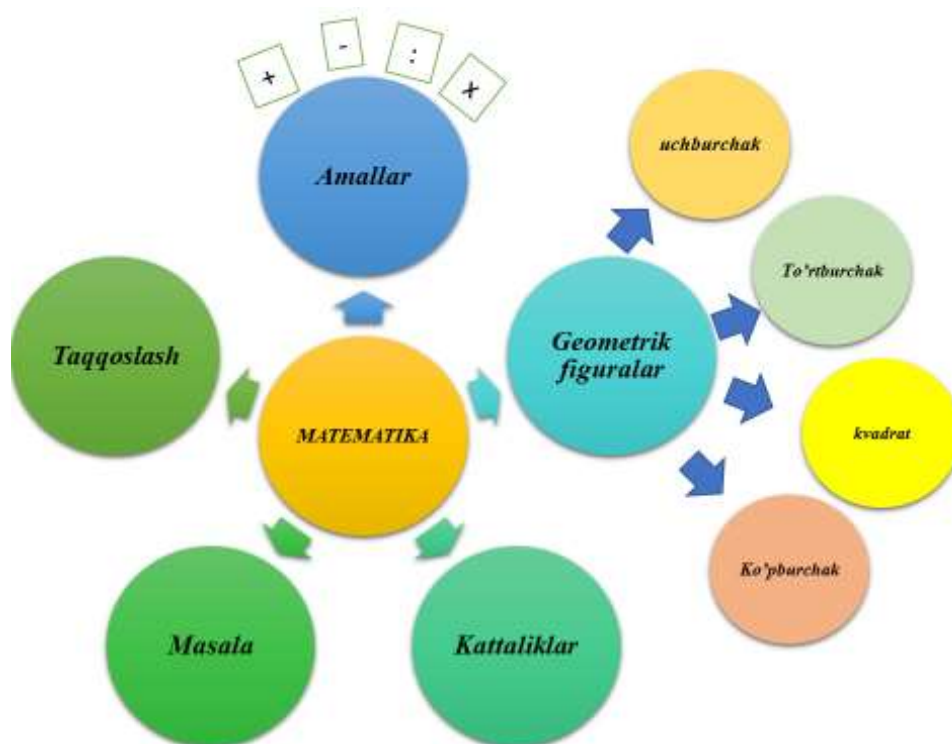 +
-
:
x
Amallar
uchburchak
To’rtburchak
Geometrik
figuralar
Taqqoslash
MATEMATIKA
kvadrat
Ko’pburchak
Masala
Kattaliklar